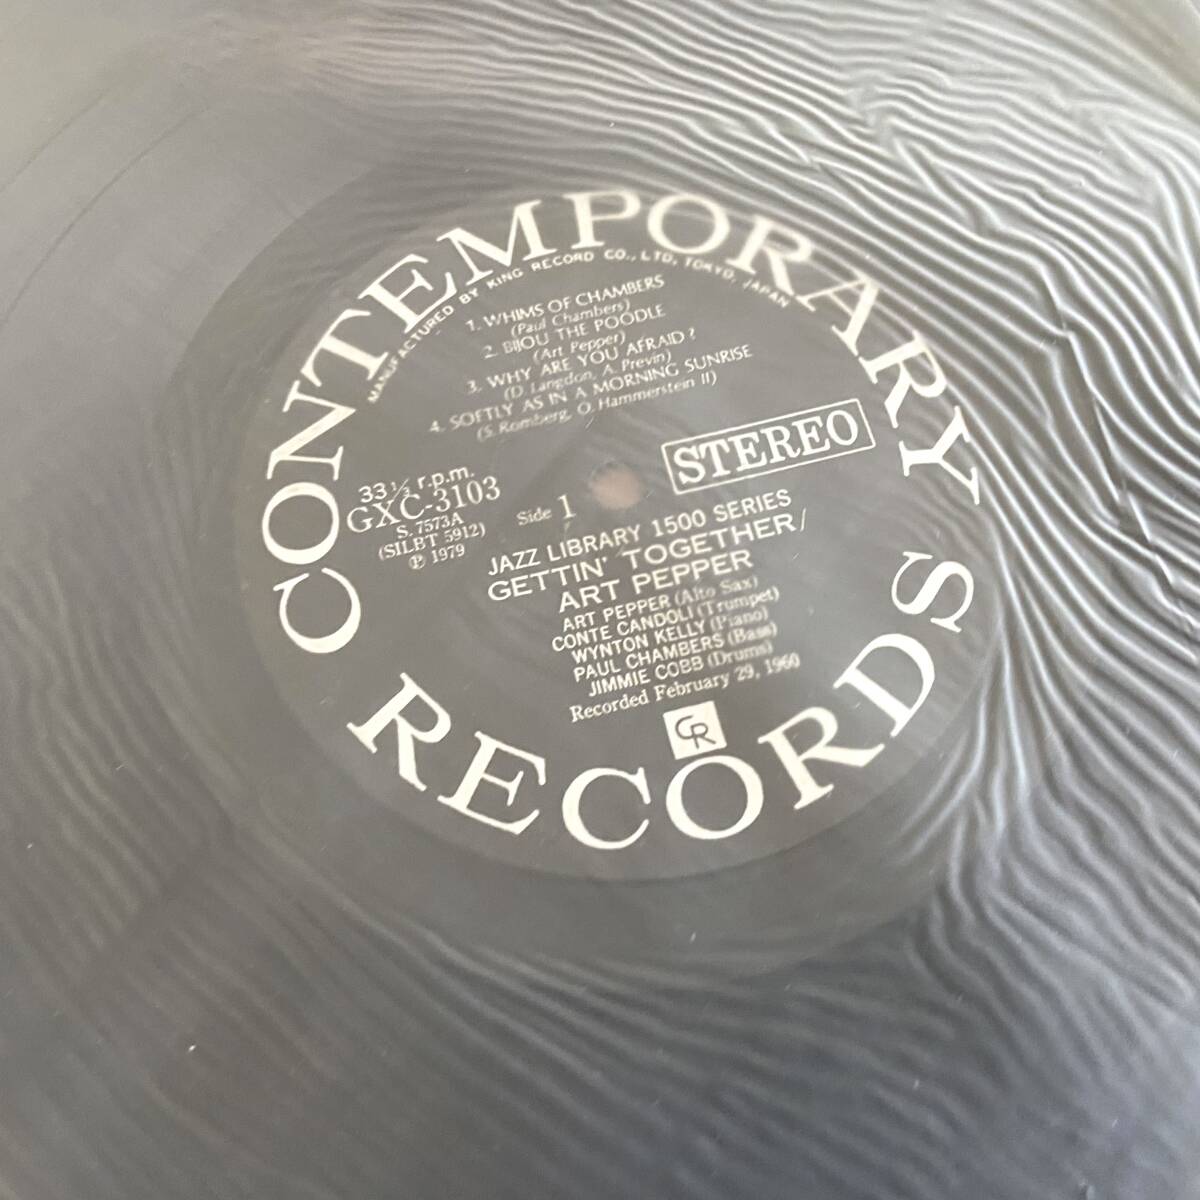 CONTEMPORARY RECORDS
MANUFACTURED BY KING RECORD CO., LTD, TOKYO, JAPAN
1. WHIMS OF CHAMBERS
(Paul Chambers)
2. BIJOU THE POODLE
(Art Pepper)
3. WHY ARE YOU AFRAID?
(D. Langdon, A. Previn)
4. SOFTLY AS IN A MORNING SUNRISE
(S. Romberg, O. Hammerstein II)
STEREO
33 1/3 r.p.m.
GXC-3103
S. 7573A
(SILBT 5912)
℗ 1979
Side 1
JAZZ LIBRARY 1500 SERIES
GETTIN' TOGETHER/
ART PEPPER
ART PEPPER (Alto Sax)
CONTE CANDOLI (Trumpet)
WYNTON KELLY (Piano)
PAUL CHAMBERS (Bass)
JIMMIE COBB (Drums)
Recorded February 29, 1960
CR